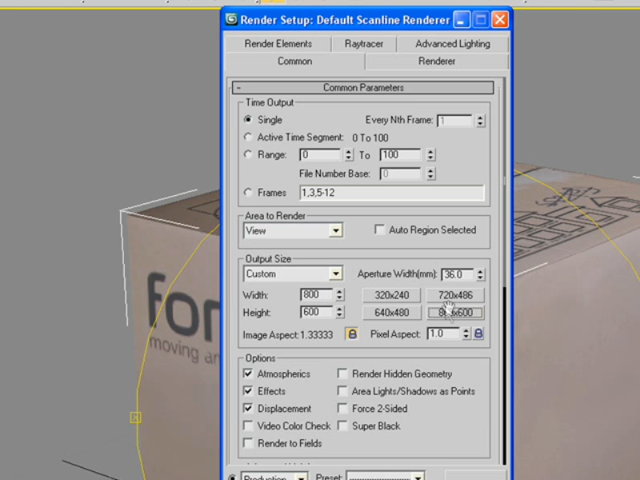 Render Setup: Default Scanline Renderer
Render Elements Raytracer Advanced Lighting
Common Renderer
- Common Parameters
Time Output
Single Every Nth Frame: 1
Active Time Segment: 0 To 100
Range: 0 To 100
File Number Base: 0
Frames 1,3,5-12
Area to Render
View Auto Region Selected
Output Size
Custom Aperture Width(mm): 36.0
Width: 800 320x240 720x486
Height: 600 640x480 800x600
Image Aspect: 1.33333 Pixel Aspect: 1.0
Options
Atmospherics Render Hidden Geometry
Effects Area Lights/Shadows as Points
Displacement Force 2-Sided
Video Color Check Super Black
Render to Fields
Production Preset:
for
moving an